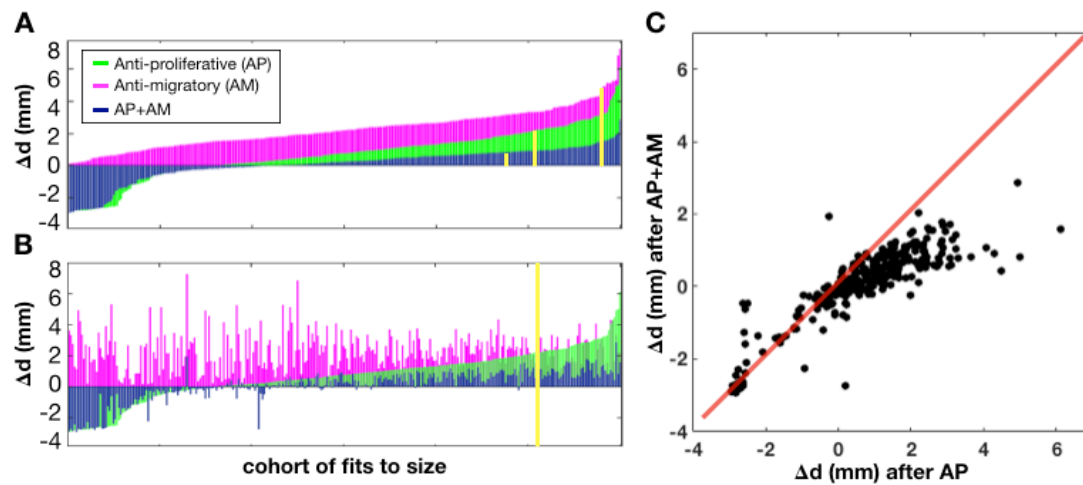 A
8
6
4
2
0
-2
-4
Δd (mm)
Anti-proliferative (AP)
Anti-migratory (AM)
AP+AM
B
8
6
4
2
0
-2
-4
Δd (mm)
cohort of fits to size
C
6
4
2
0
-2
-4
Δd (mm) after AP+AM
-4
-2
0
2
4
6
Δd (mm) after AP